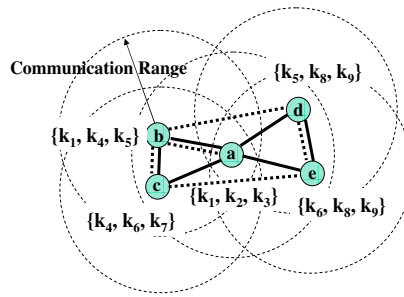 Communication Range
{k5, k8, k9}
d
{k1, k4, k5}
b
a
c
e
{k1, k2, k3}
{k4, k6, k7}
{k6, k8, k9}